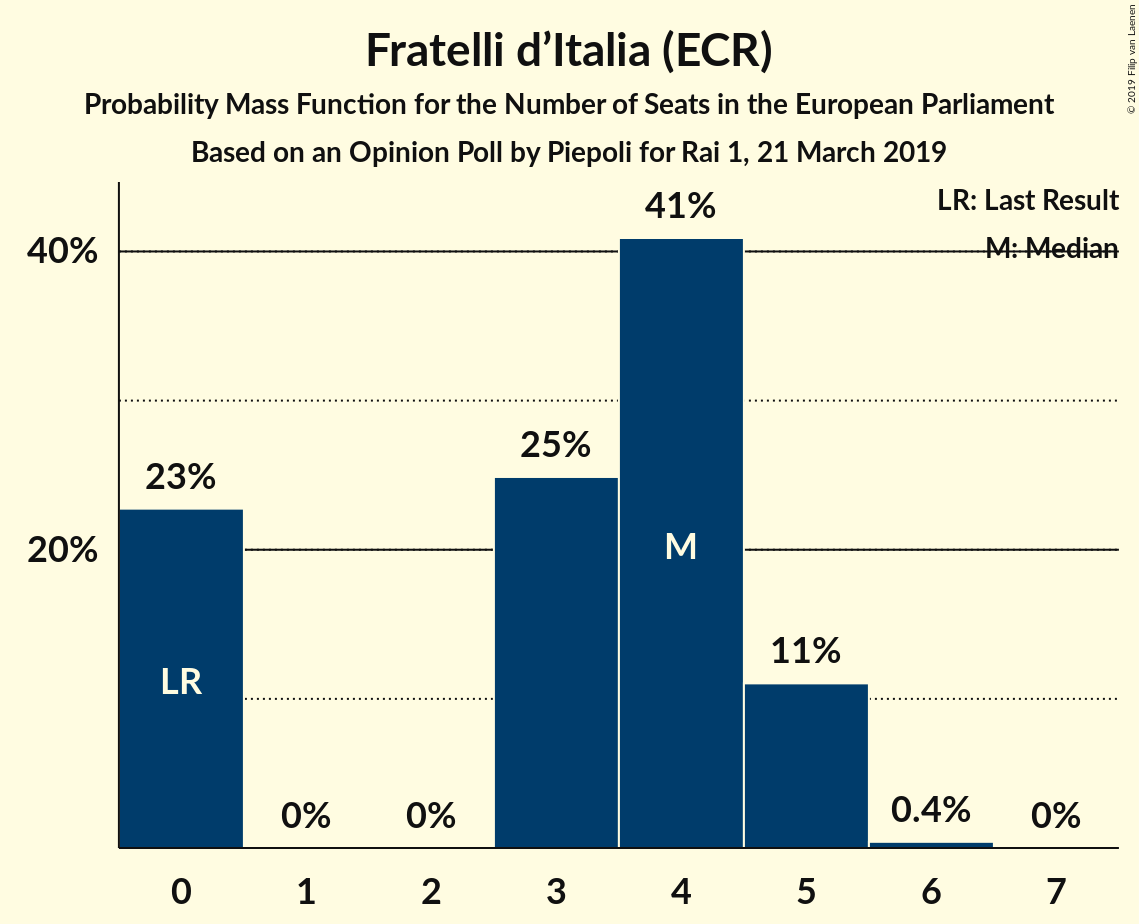 Fratelli d’Italia (ECR)
Probability Mass Function for the Number of Seats in the European Parliament
Based on an Opinion Poll by Piepoli for Rai 1, 21 March 2019
© 2019 Filip van Laenen
LR: Last Result
M: Median
40%
20%
23%
0%
0%
25%
41%
11%
0.4%
0%
LR
M
0 1 2 3 4 5 6 7